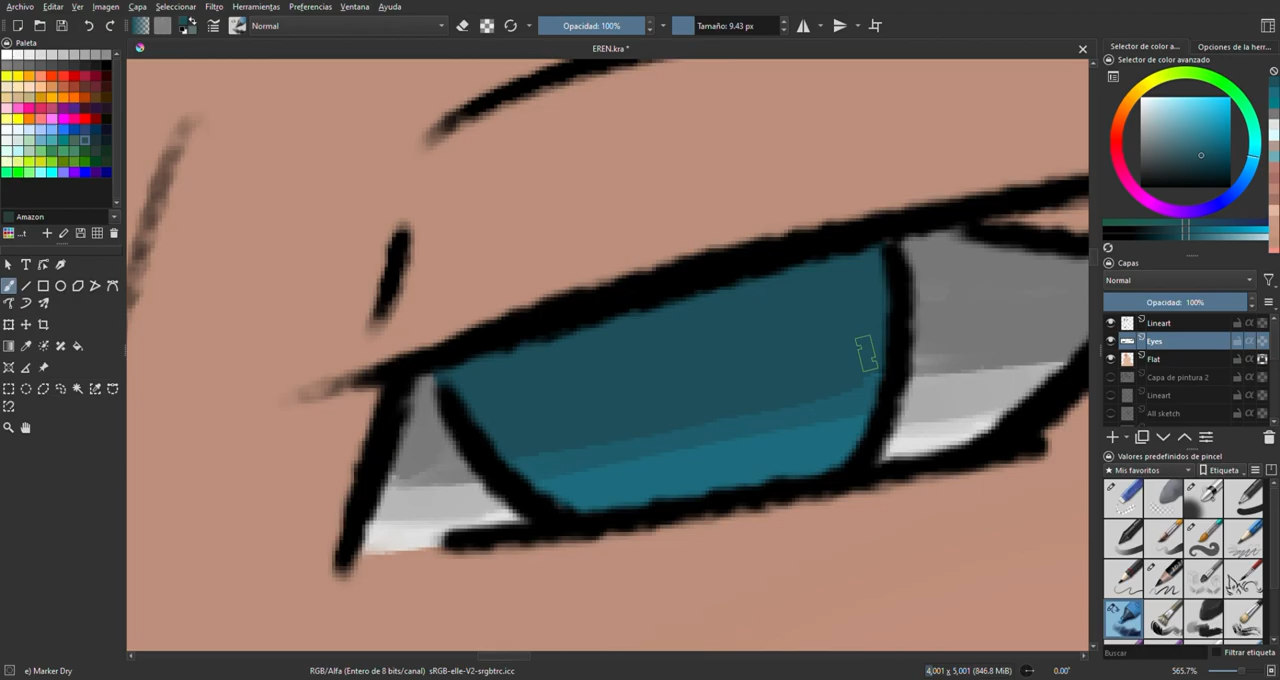 Archivo Editar Ver Imagen Capa Seleccionar Filtro Herramientas Preferencias Ventana Ayuda
Normal Opacidad: 100% Tamaño: 9.43 px
Paleta
EREN.kra *
Selector de color a... Opciones de la herr...
Selector de color avanzado
Amazon
...t
Capas
Normal
Opacidad: 100%
Lineart
Eyes
Flat
Capa de pintura 2
Lineart
All sketch
Valores predefinidos de pincel
Mis favoritos Etiqueta
Buscar Filtrar etiqueta
e) Marker Dry RGB/Alfa (Entero de 8 bits/canal) sRGB-elle-V2-srgbtrc.icc 4,001 x 5,001 (846.8 MiB) 0.00° 565.7%